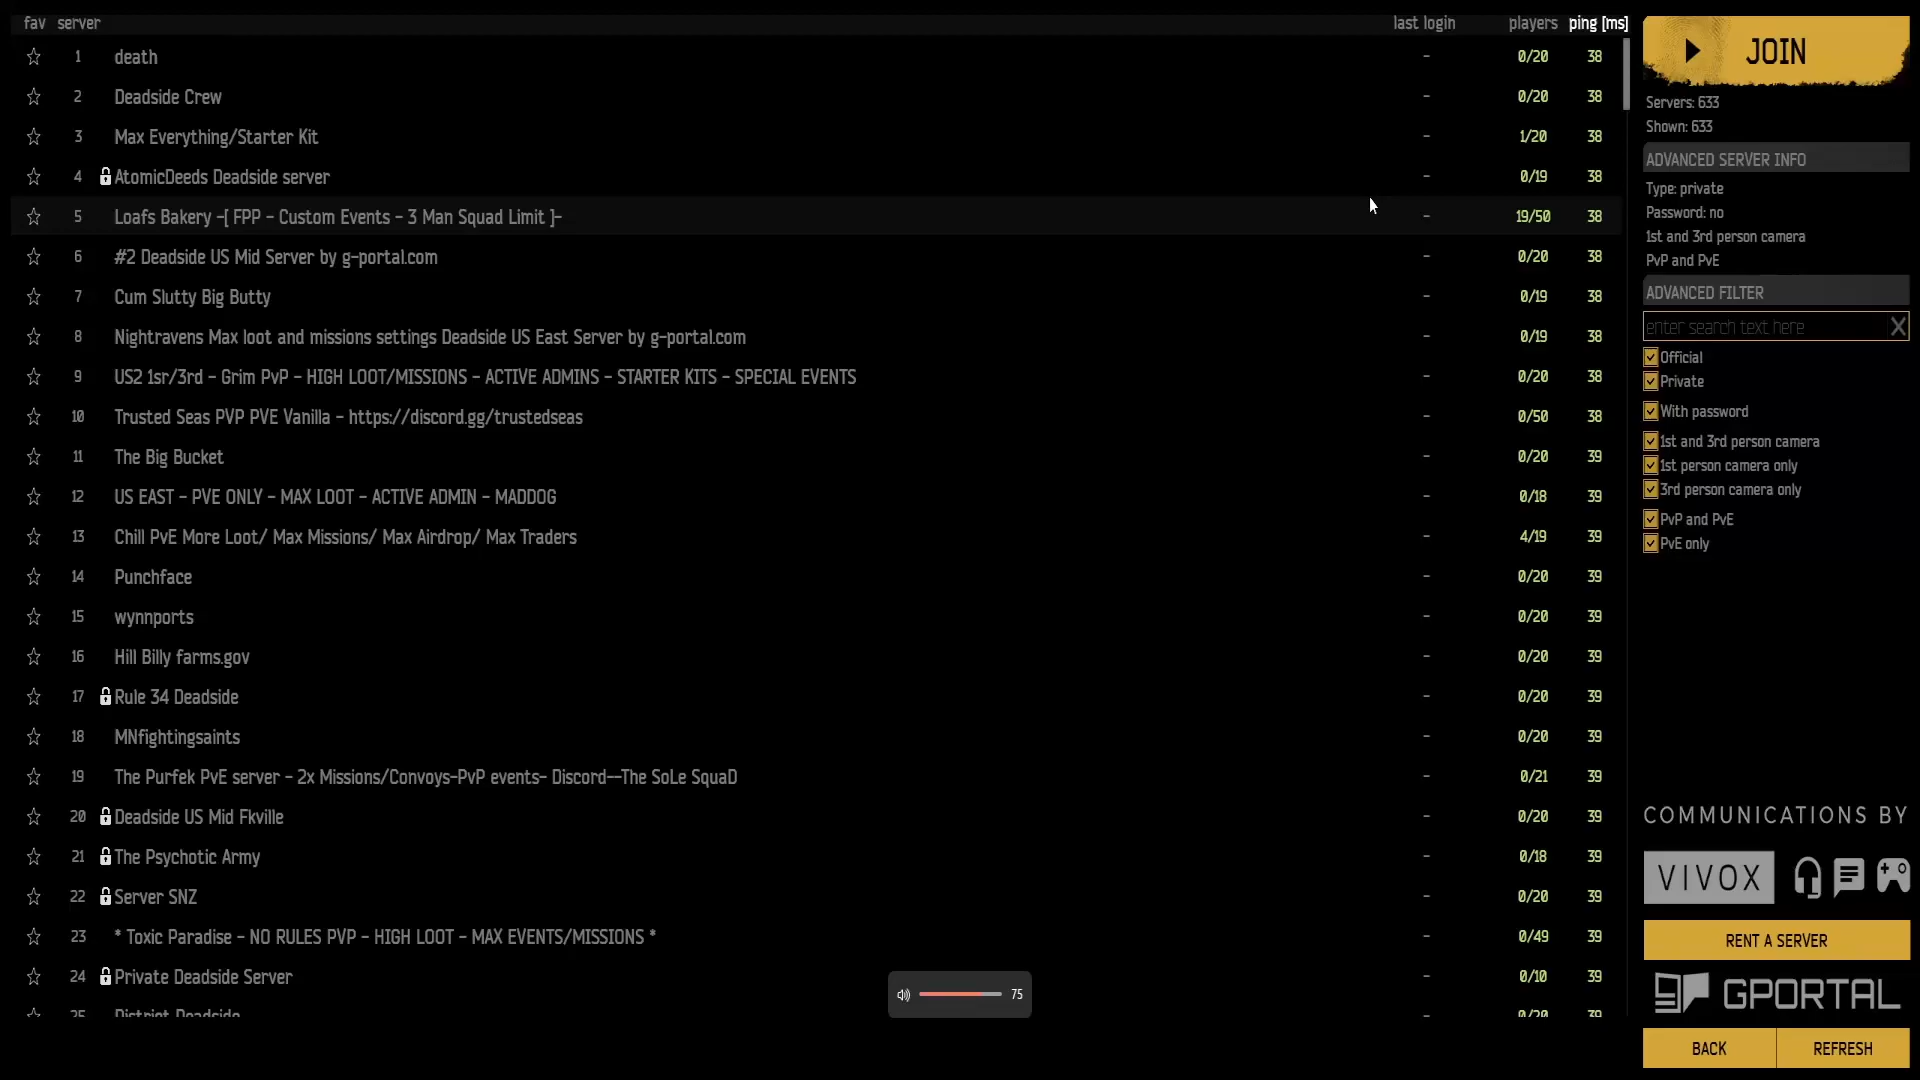 fav server last login players ping [ms]
1 death - 0/20 38
2 Deadside Crew - 0/20 38
3 Max Everything/Starter Kit - 1/20 38
4 AtomicDeeds Deadside server - 0/19 38
5 Loafs Bakery -[ FPP - Custom Events - 3 Man Squad Limit ]- - 19/50 38
6 #2 Deadside US Mid Server by g-portal.com - 0/20 38
7 Cum Slutty Big Butty - 0/19 38
8 Nightravens Max loot and missions settings Deadside US East Server by g-portal.com - 0/19 38
9 US2 1sr/3rd - Grim PvP - HIGH LOOT/MISSIONS - ACTIVE ADMINS - STARTER KITS - SPECIAL EVENTS - 0/20 38
10 Trusted Seas PVP PVE Vanilla - https://discord.gg/trustedseas - 0/50 38
11 The Big Bucket - 0/20 39
12 US EAST - PVE ONLY - MAX LOOT - ACTIVE ADMIN - MADDOG - 0/18 39
13 Chill PvE More Loot/ Max Missions/ Max Airdrop/ Max Traders - 4/19 39
14 Punchface - 0/20 39
15 wynnports - 0/20 39
16 Hill Billy farms.gov - 0/20 39
17 Rule 34 Deadside - 0/20 39
18 MNfightingsaints - 0/20 39
19 The Purfek PvE server - 2x Missions/Convoys-PvP events- Discord--The SoLe SquaD - 0/21 39
20 Deadside US Mid Fkville - 0/20 39
21 The Psychotic Army - 0/18 39
22 Server SNZ - 0/20 39
23 * Toxic Paradise - NO RULES PVP - HIGH LOOT - MAX EVENTS/MISSIONS * - 0/49 39
24 Private Deadside Server - 0/10 39
25 District Deadside - 0/20 39
75
JOIN
Servers: 633
Shown: 633
ADVANCED SERVER INFO
Type: private
Password: no
1st and 3rd person camera
PvP and PvE
ADVANCED FILTER
enter search text here X
Official
Private
With password
1st and 3rd person camera
1st person camera only
3rd person camera only
PvP and PvE
PvE only
COMMUNICATIONS BY
VIVOX
RENT A SERVER
GPORTAL
BACK REFRESH